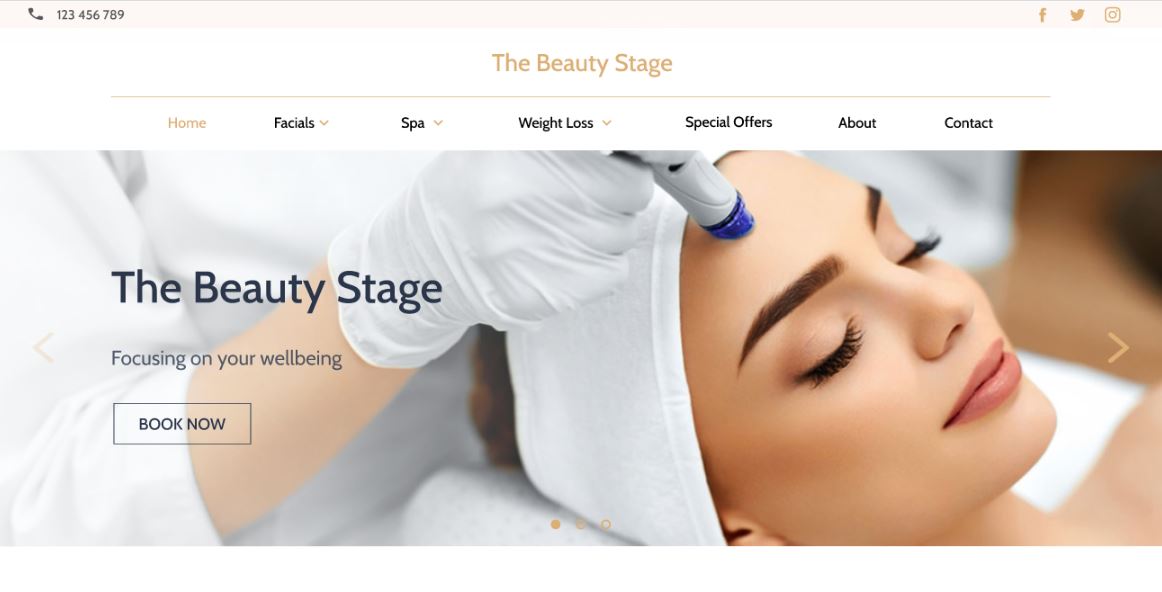 123 456 789
The Beauty Stage
Home Facials Spa Weight Loss Special Offers About Contact
The Beauty Stage
Focusing on your wellbeing
BOOK NOW